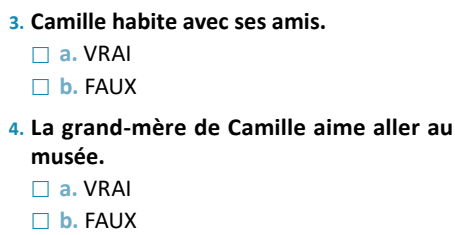 3. Camille habite avec ses amis.
☐ a. VRAI
☐ b. FAUX
4. La grand-mère de Camille aime aller au
musée.
☐ a. VRAI
☐ b. FAUX